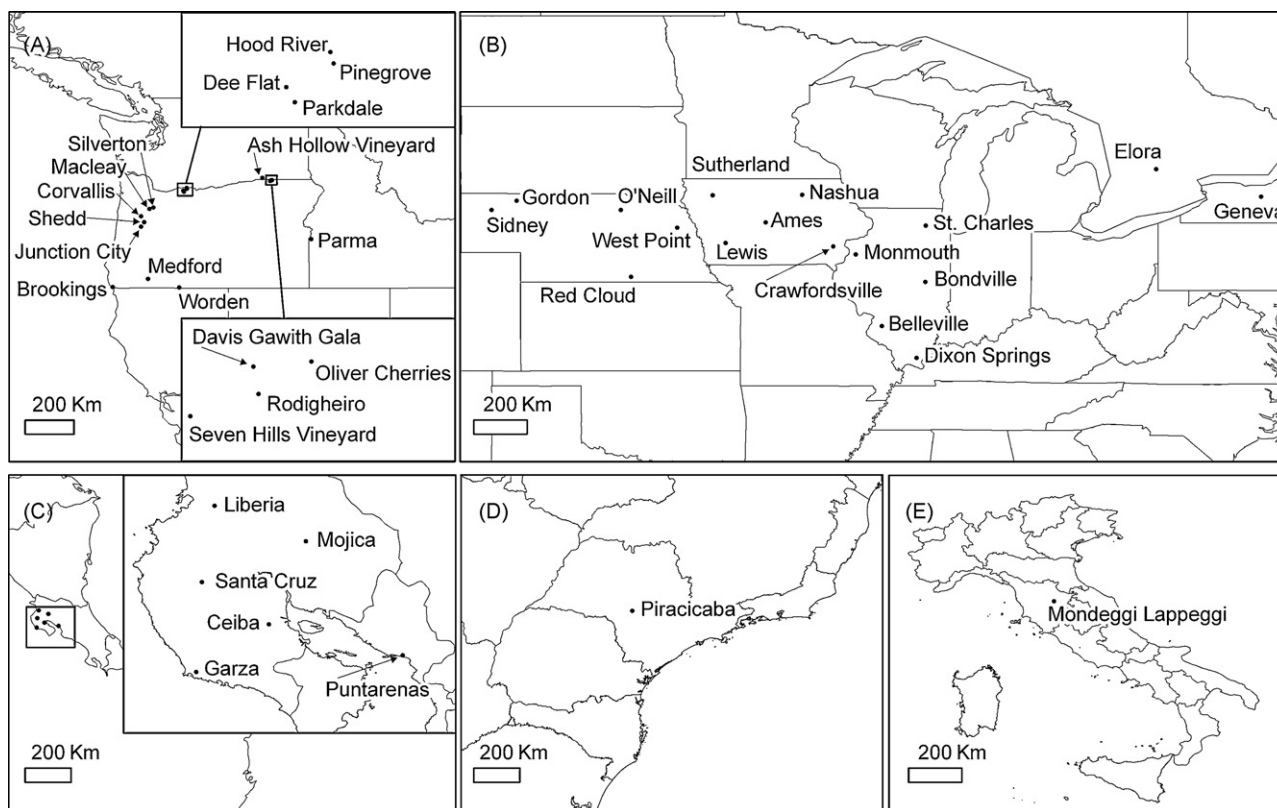 (A)
Hood River
Pinegrove
Dee Flat
Parkdale
Silverton
Ash Hollow Vineyard
Macleay
Corvallis
Shedd
Junction City
Parma
Medford
Brookings
Worden
Davis Gawith Gala
Oliver Cherries
Rodigheiro
Seven Hills Vineyard
200 Km
(B)
Elora
Sutherland
Gordon
O'Neill
Nashua
Geneva
Sidney
Ames
St. Charles
West Point
Lewis
Monmouth
Crawfordsville
Bondville
Red Cloud
Belleville
Dixon Springs
200 Km
(C)
Liberia
Mojica
Santa Cruz
Ceiba
Garza
Puntarenas
200 Km
(D)
Piracicaba
200 Km
(E)
Mondeggi Lappeggi
200 Km